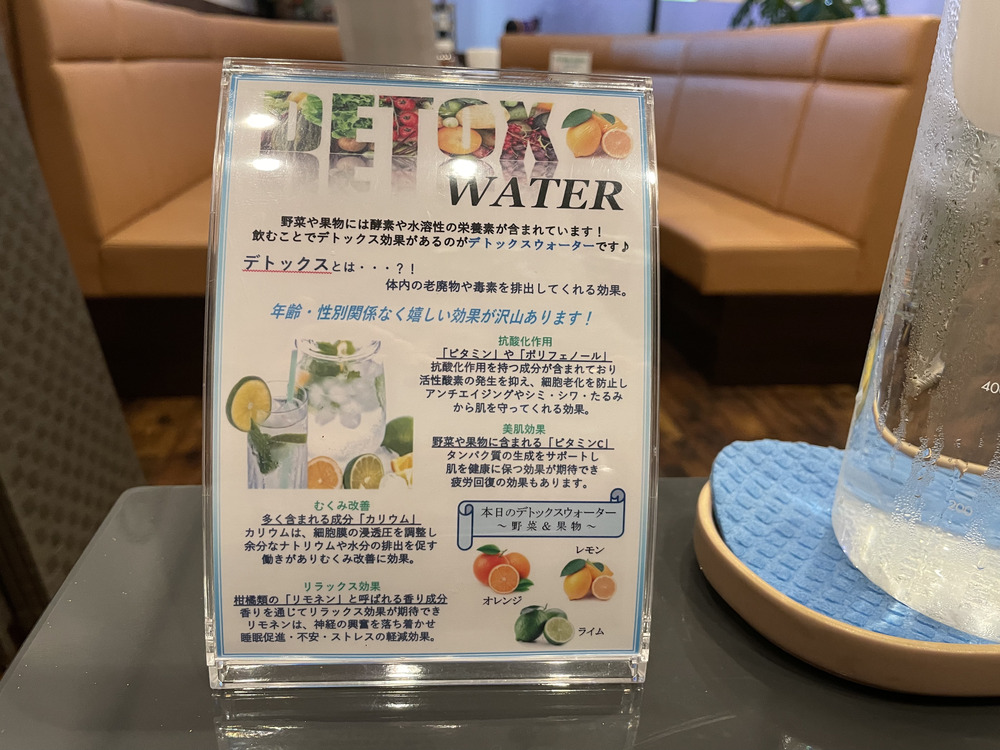 DETOX
WATER
野菜や果物には酵素や水溶性の栄養素が含まれています！
飲むことでデトックス効果があるのがデトックスウォーターです♪
デトックスとは・・・？！
体内の老廃物や毒素を排出してくれる効果。
年齢・性別関係なく嬉しい効果が沢山あります！
抗酸化作用
「ビタミン」や「ポリフェノール」
抗酸化作用を持つ成分が含まれており
活性酸素の発生を抑え、細胞老化を防止し
アンチエイジングやシミ・シワ・たるみ
から肌を守ってくれる効果。
美肌効果
野菜や果物に含まれる「ビタミンC」
タンパク質の生成をサポートし
肌を健康に保つ効果が期待でき
疲労回復の効果もあります。
むくみ改善
多く含まれる成分「カリウム」
カリウムは、細胞膜の浸透圧を調整し
余分なナトリウムや水分の排出を促す
働きがありむくみ改善に効果。
リラックス効果
柑橘類の「リモネン」と呼ばれる香り成分
香りを通じてリラックス効果が期待でき
リモネンは、神経の興奮を落ち着かせ
睡眠促進・不安・ストレスの軽減効果。
本日のデトックスウォーター
～野菜＆果物～
レモン
オレンジ
ライム
40